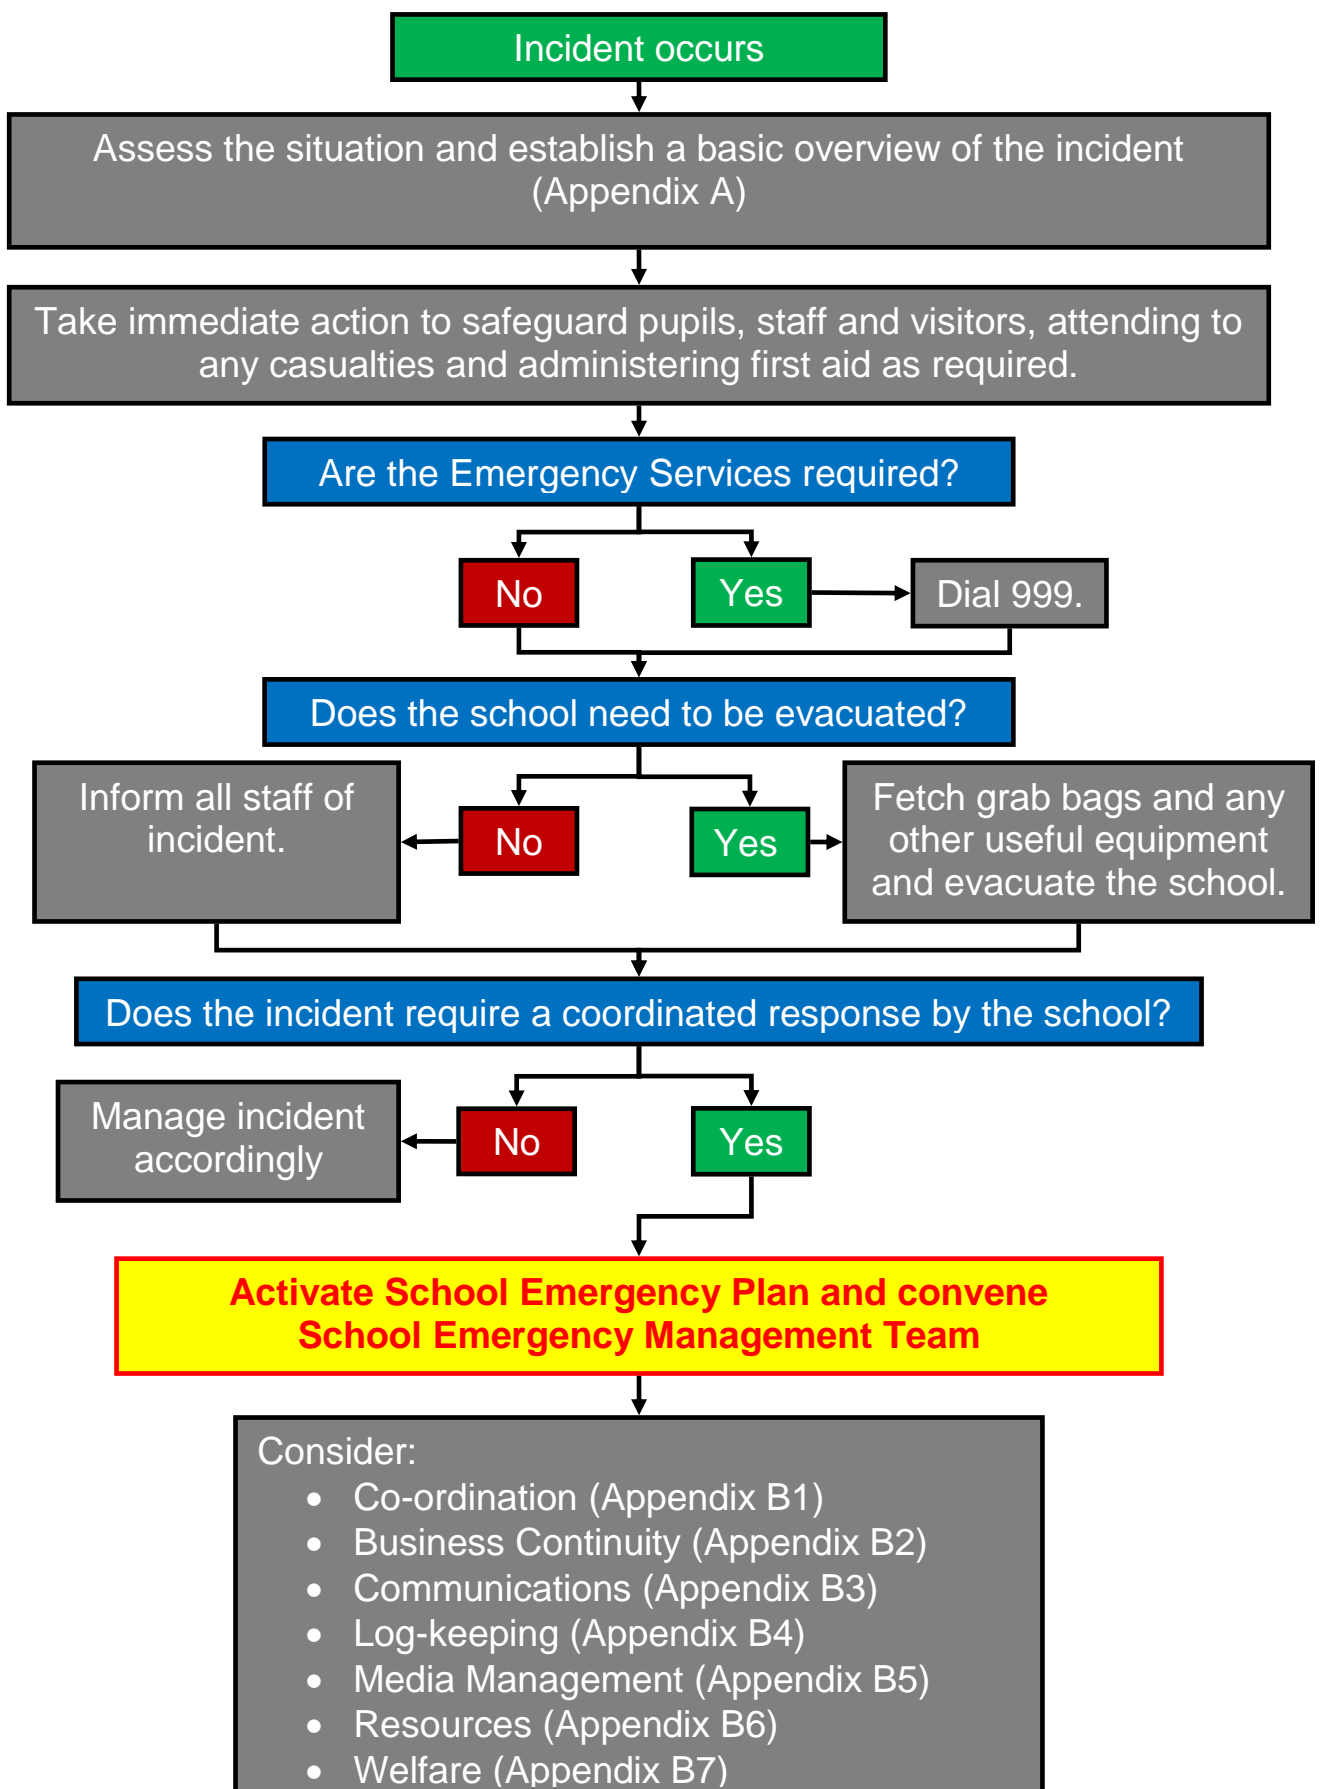 Incident occurs
Assess the situation and establish a basic overview of the incident
(Appendix A)
Take immediate action to safeguard pupils, staff and visitors, attending to
any casualties and administering first aid as required.
Are the Emergency Services required?
No
Yes
Dial 999.
Does the school need to be evacuated?
Inform all staff of
incident.
No
Yes
Fetch grab bags and any
other useful equipment
and evacuate the school.
Does the incident require a coordinated response by the school?
Manage incident
accordingly
No
Yes
Activate School Emergency Plan and convene
School Emergency Management Team
Consider:
• Co-ordination (Appendix B1)
• Business Continuity (Appendix B2)
• Communications (Appendix B3)
• Log-keeping (Appendix B4)
• Media Management (Appendix B5)
• Resources (Appendix B6)
• Welfare (Appendix B7)